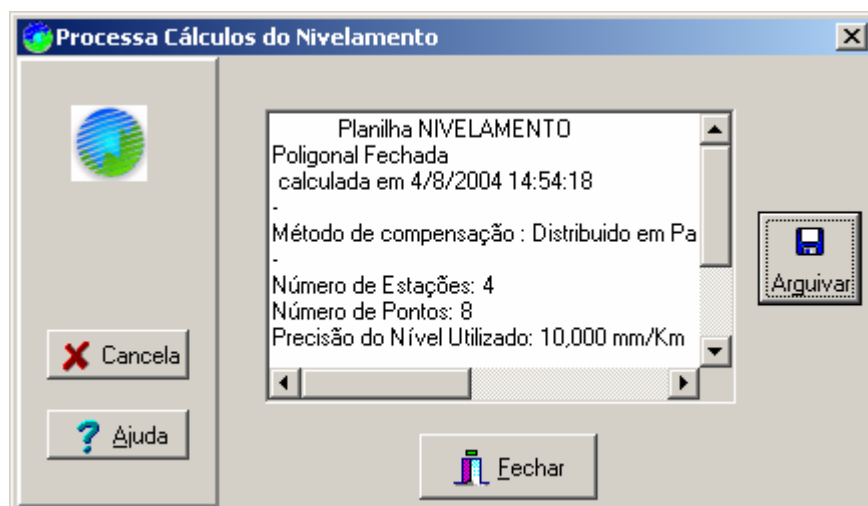 Processa Cálculos do Nivelamento
Planilha NIVELAMENTO
Poligonal Fechada
calculada em 4/8/2004 14:54:18
-
Método de compensação : Distribuido em Pa
-
Número de Estações: 4
Número de Pontos: 8
Precisão do Nível Utilizado: 10,000 mm/Km
Arguivar
Cancela
Ajuda
Fechar